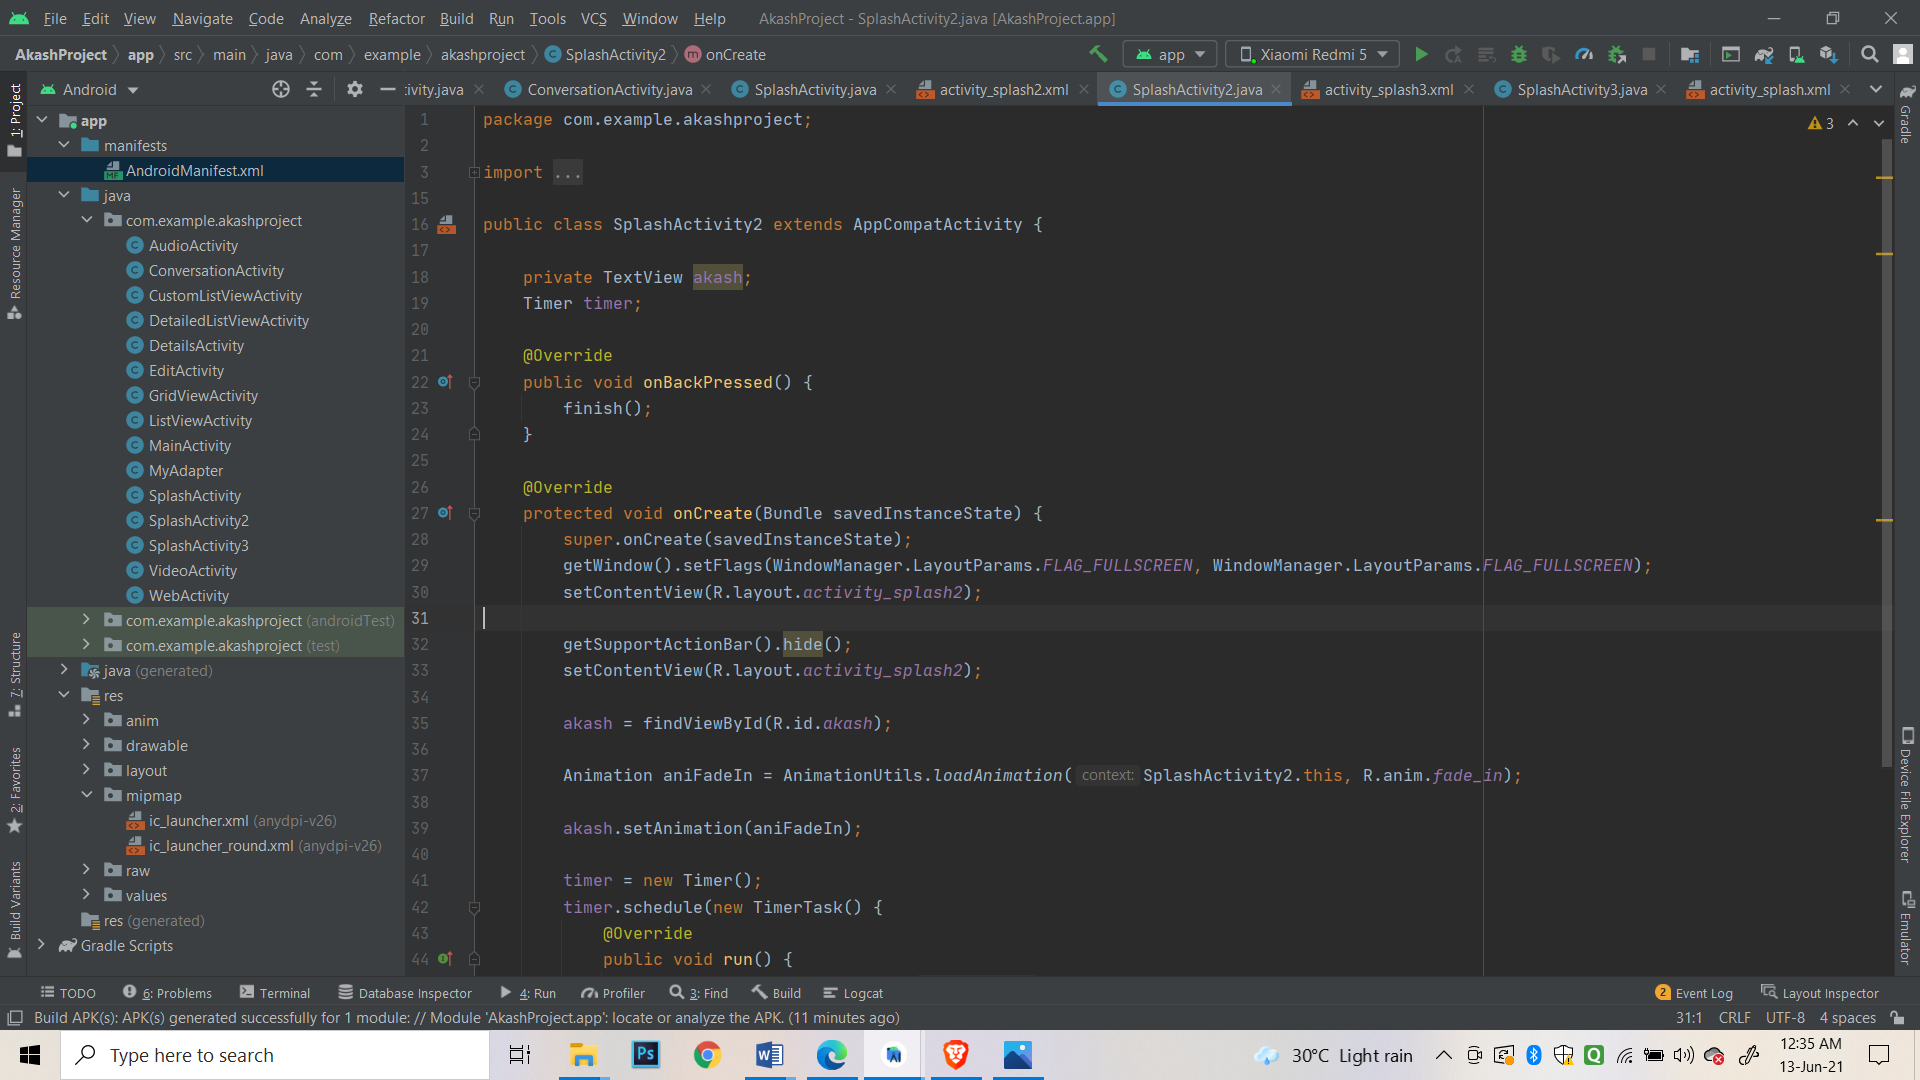 File Edit View Navigate Code Analyze Refactor Build Run Tools VCS Window Help AkashProject - SplashActivity2.java [AkashProject.app]
AkashProject app src main java com example akashproject SplashActivity2 onCreate app Xiaomi Redmi 5
Android
:ivity.java ConversationActivity.java SplashActivity.java activity_splash2.xml SplashActivity2.java activity_splash3.xml SplashActivity3.java activity_splash.xml
1: Project
Resource Manager
7: Structure
2: Favorites
Build Variants
app
manifests
AndroidManifest.xml
java
com.example.akashproject
AudioActivity
ConversationActivity
CustomListViewActivity
DetailedListViewActivity
DetailsActivity
EditActivity
GridViewActivity
ListViewActivity
MainActivity
MyAdapter
SplashActivity
SplashActivity2
SplashActivity3
VideoActivity
WebActivity
com.example.akashproject (androidTest)
com.example.akashproject (test)
java (generated)
res
anim
drawable
layout
mipmap
ic_launcher.xml (anydpi-v26)
ic_launcher_round.xml (anydpi-v26)
raw
values
res (generated)
Gradle Scripts
1 package com.example.akashproject;
2
3 import ...
15
16 public class SplashActivity2 extends AppCompatActivity {
17
18 private TextView akash;
19 Timer timer;
20
21 @Override
22 public void onBackPressed() {
23 finish();
24 }
25
26 @Override
27 protected void onCreate(Bundle savedInstanceState) {
28 super.onCreate(savedInstanceState);
29 getWindow().setFlags(WindowManager.LayoutParams.FLAG_FULLSCREEN, WindowManager.LayoutParams.FLAG_FULLSCREEN);
30 setContentView(R.layout.activity_splash2);
31
32 getSupportActionBar().hide();
33 setContentView(R.layout.activity_splash2);
34
35 akash = findViewById(R.id.akash);
36
37 Animation aniFadeIn = AnimationUtils.loadAnimation( context: SplashActivity2.this, R.anim.fade_in);
38
39 akash.setAnimation(aniFadeIn);
40
41 timer = new Timer();
42 timer.schedule(new TimerTask() {
43 @Override
44 public void run() {
3
Gradle
Device File Explorer
Emulator
TODO 6: Problems Terminal Database Inspector 4: Run Profiler 3: Find Build Logcat 2 Event Log Layout Inspector
Build APK(s): APK(s) generated successfully for 1 module: // Module 'AkashProject.app': locate or analyze the APK. (11 minutes ago) 31:1 CRLF UTF-8 4 spaces
Type here to search 30°C Light rain 12:35 AM
13-Jun-21